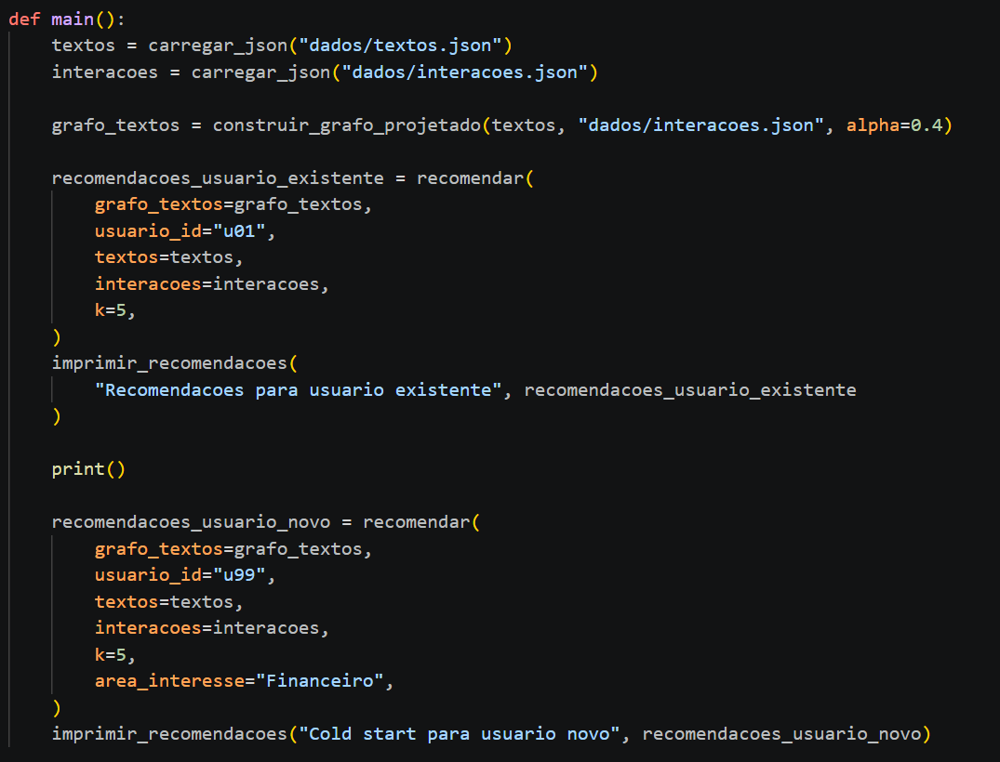 def main():
    textos = carregar_json("dados/textos.json")
    interacoes = carregar_json("dados/interacoes.json")

    grafo_textos = construir_grafo_projetado(textos, "dados/interacoes.json", alpha=0.4)

    recomendacoes_usuario_existente = recomendar(
        grafo_textos=grafo_textos,
        usuario_id="u01",
        textos=textos,
        interacoes=interacoes,
        k=5,
    )
    imprimir_recomendacoes(
        "Recomendacoes para usuario existente", recomendacoes_usuario_existente
    )

    print()

    recomendacoes_usuario_novo = recomendar(
        grafo_textos=grafo_textos,
        usuario_id="u99",
        textos=textos,
        interacoes=interacoes,
        k=5,
        area_interesse="Financeiro",
    )
    imprimir_recomendacoes("Cold start para usuario novo", recomendacoes_usuario_novo)